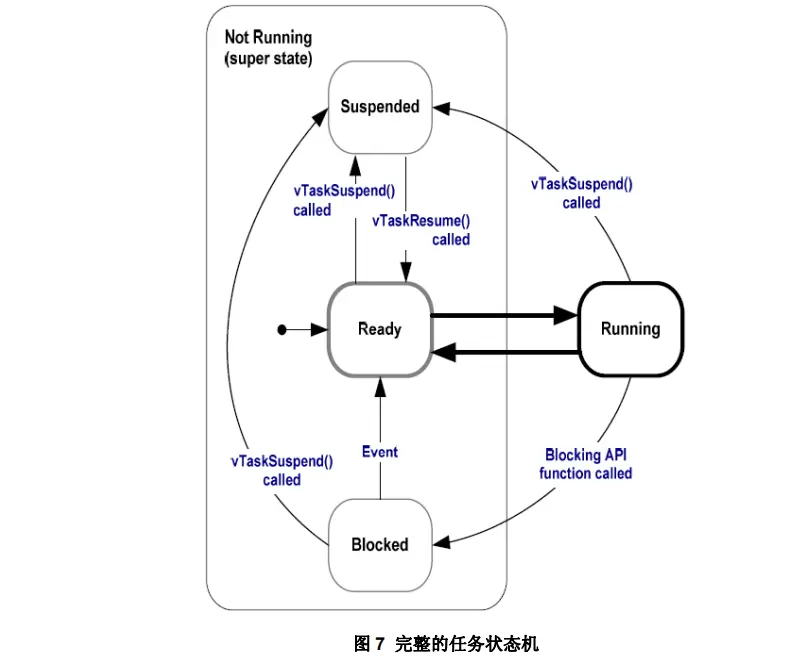 Not Running
(super state)
Suspended
vTaskSuspend()
called
vTaskResume()
called
vTaskSuspend()
called
Ready
Running
vTaskSuspend()
called
Event
Blocking API
function called
Blocked
图 7 完整的任务状态机